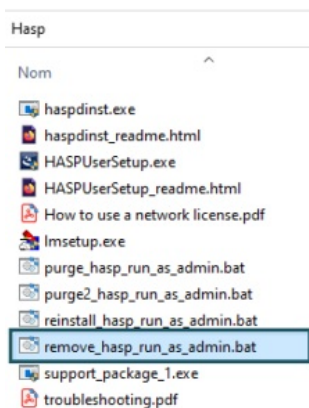 Hasp
Nom
haspdinst.exe
haspdinst_readme.html
HASPUserSetup.exe
HASPUserSetup_readme.html
How to use a network license.pdf
lmsetup.exe
purge_hasp_run_as_admin.bat
purge2_hasp_run_as_admin.bat
reinstall_hasp_run_as_admin.bat
remove_hasp_run_as_admin.bat
support_package_1.exe
troubleshooting.pdf